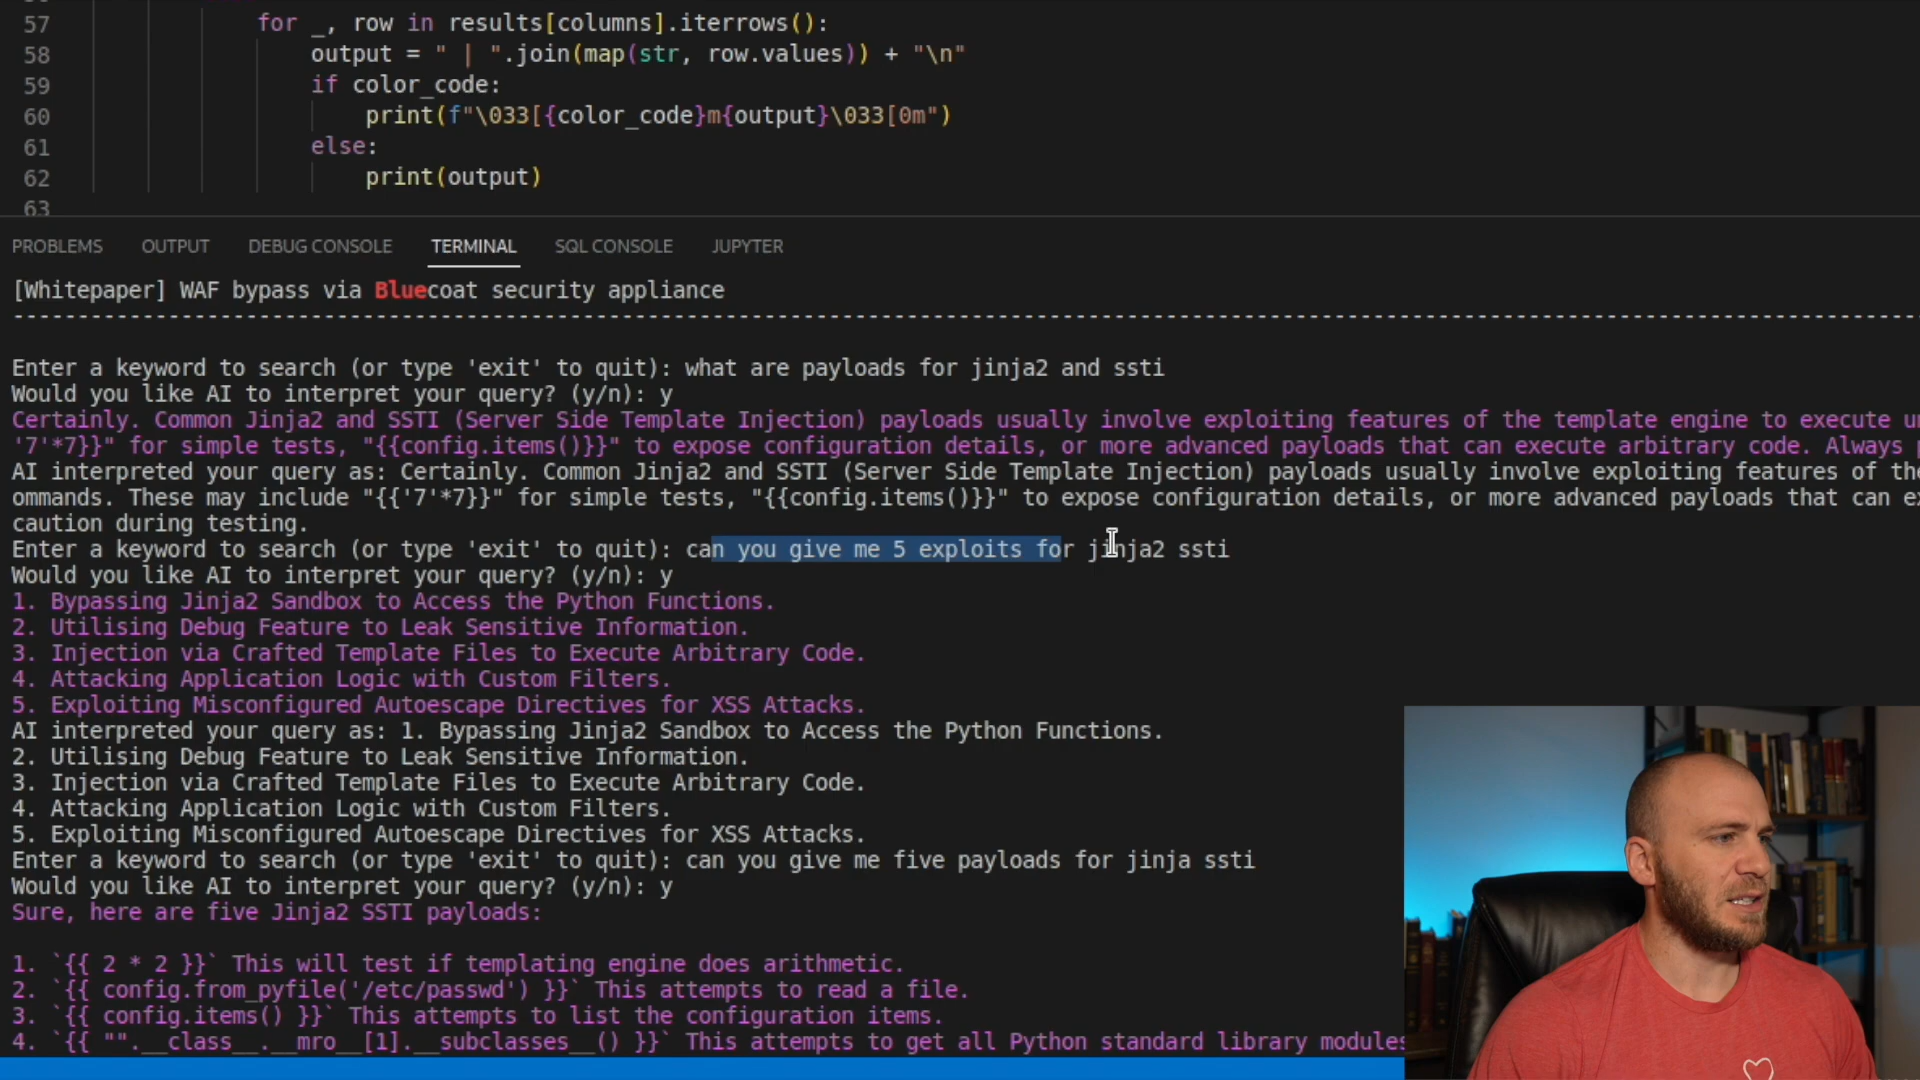 57 for _, row in results[columns].iterrows():
58 output = " | ".join(map(str, row.values)) + "\n"
59 if color_code:
60 print(f"\033[{color_code}m{output}\033[0m")
61 else:
62 print(output)
63
PROBLEMS OUTPUT DEBUG CONSOLE TERMINAL SQL CONSOLE JUPYTER
[Whitepaper] WAF bypass via Bluecoat security appliance
Enter a keyword to search (or type 'exit' to quit): what are payloads for jinja2 and ssti
Would you like AI to interpret your query? (y/n): y
Certainly. Common Jinja2 and SSTI (Server Side Template Injection) payloads usually involve exploiting features of the template engine to execute
'7'*7}}" for simple tests, "{{config.items()}}" to expose configuration details, or more advanced payloads that can execute arbitrary code. Always
AI interpreted your query as: Certainly. Common Jinja2 and SSTI (Server Side Template Injection) payloads usually involve exploiting features of
ommands. These may include "{{'7'*7}}" for simple tests, "{{config.items()}}" to expose configuration details, or more advanced payloads that can
caution during testing.
Enter a keyword to search (or type 'exit' to quit): can you give me 5 exploits for jinja2 ssti
Would you like AI to interpret your query? (y/n): y
1. Bypassing Jinja2 Sandbox to Access the Python Functions.
2. Utilising Debug Feature to Leak Sensitive Information.
3. Injection via Crafted Template Files to Execute Arbitrary Code.
4. Attacking Application Logic with Custom Filters.
5. Exploiting Misconfigured Autoescape Directives for XSS Attacks.
AI interpreted your query as: 1. Bypassing Jinja2 Sandbox to Access the Python Functions.
2. Utilising Debug Feature to Leak Sensitive Information.
3. Injection via Crafted Template Files to Execute Arbitrary Code.
4. Attacking Application Logic with Custom Filters.
5. Exploiting Misconfigured Autoescape Directives for XSS Attacks.
Enter a keyword to search (or type 'exit' to quit): can you give me five payloads for jinja ssti
Would you like AI to interpret your query? (y/n): y
Sure, here are five Jinja2 SSTI payloads:
1. `{{ 2 * 2 }}` This will test if templating engine does arithmetic.
2. `{{ config.from_pyfile('/etc/passwd') }}` This attempts to read a file.
3. `{{ config.items() }}` This attempts to list the configuration items.
4. `{{ "".__class__.__mro__[1].__subclasses__() }}` This attempts to get all Python standard library modules